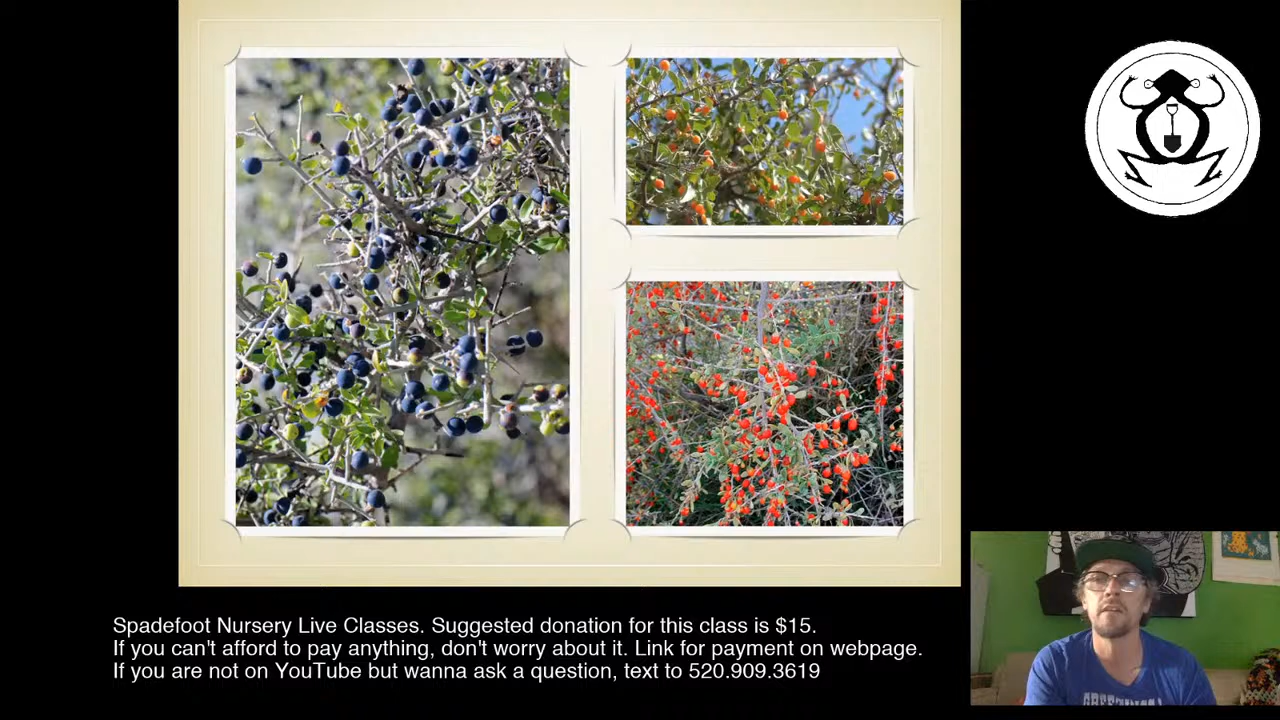 Spadefoot Nursery Live Classes. Suggested donation for this class is $15.
If you can't afford to pay anything, don't worry about it. Link for payment on webpage.
If you are not on YouTube but wanna ask a question, text to 520.909.3619